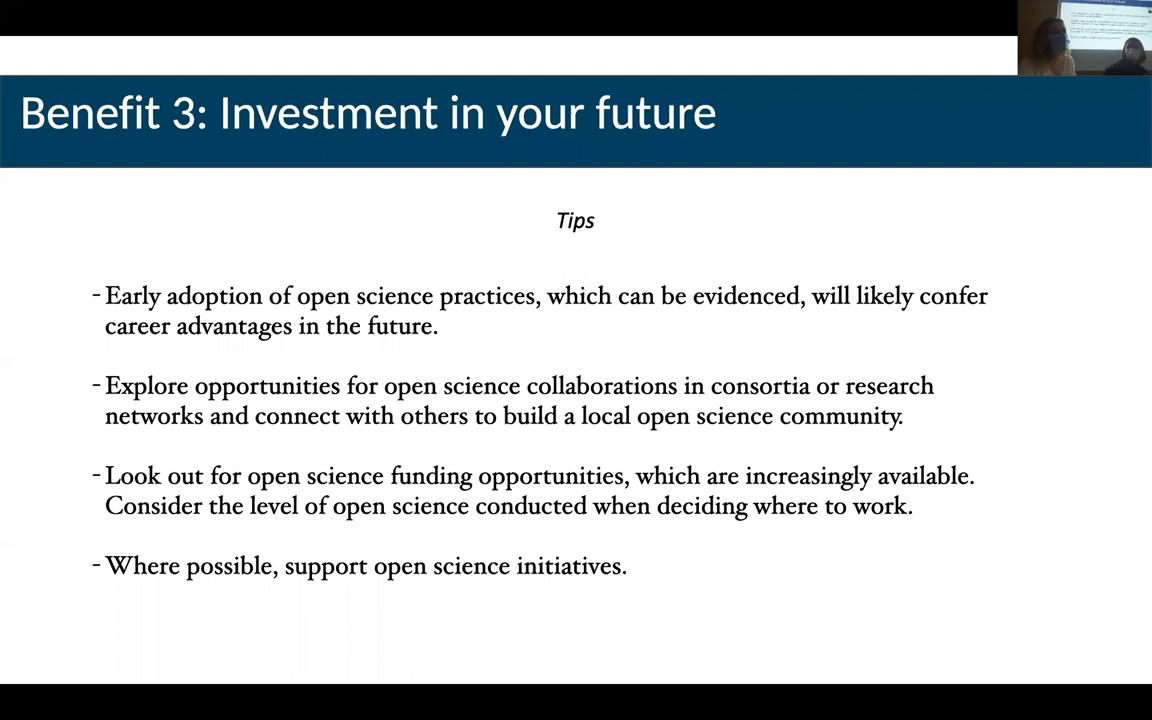 Benefit 3: Investment in your future
Tips
- Early adoption of open science practices, which can be evidenced, will likely confer
career advantages in the future.
- Explore opportunities for open science collaborations in consortia or research
networks and connect with others to build a local open science community.
- Look out for open science funding opportunities, which are increasingly available.
Consider the level of open science conducted when deciding where to work.
- Where possible, support open science initiatives.